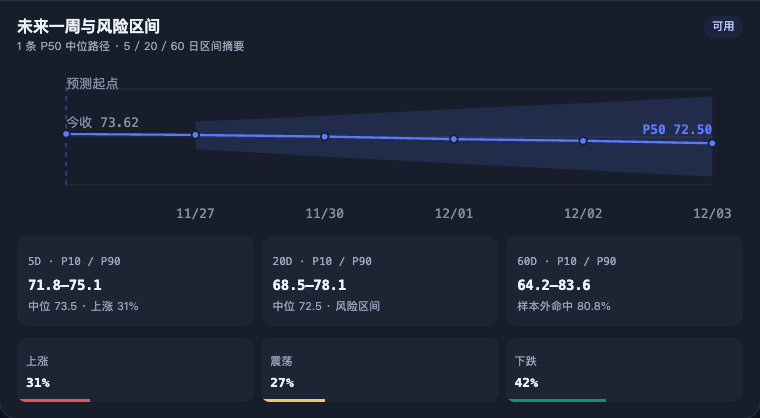 未来一周与风险区间
可用
1 条 P50 中位路径 · 5 / 20 / 60 日区间摘要
预测起点
今收 73.62
P50 72.50
11/27 11/30 12/01 12/02 12/03
5D · P10 / P90
71.8–75.1
中位 73.5 · 上涨 31%
20D · P10 / P90
68.5–78.1
中位 72.5 · 风险区间
60D · P10 / P90
64.2–83.6
样本外命中 80.8%
上涨
31%
震荡
27%
下跌
42%